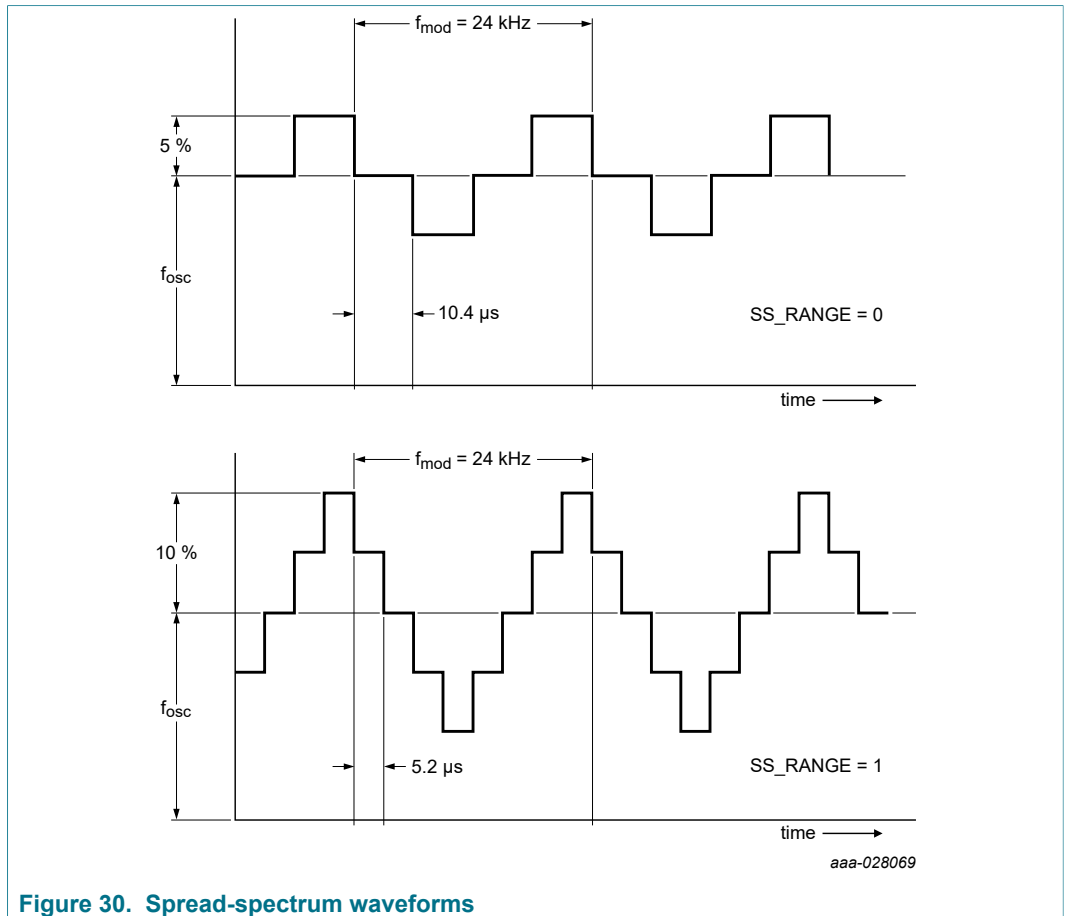 fmod = 24 kHz
5 %
fosc
10.4 µs
SS_RANGE = 0
time
fmod = 24 kHz
10 %
fosc
5.2 µs
SS_RANGE = 1
time
aaa-028069
Figure 30. Spread-spectrum waveforms